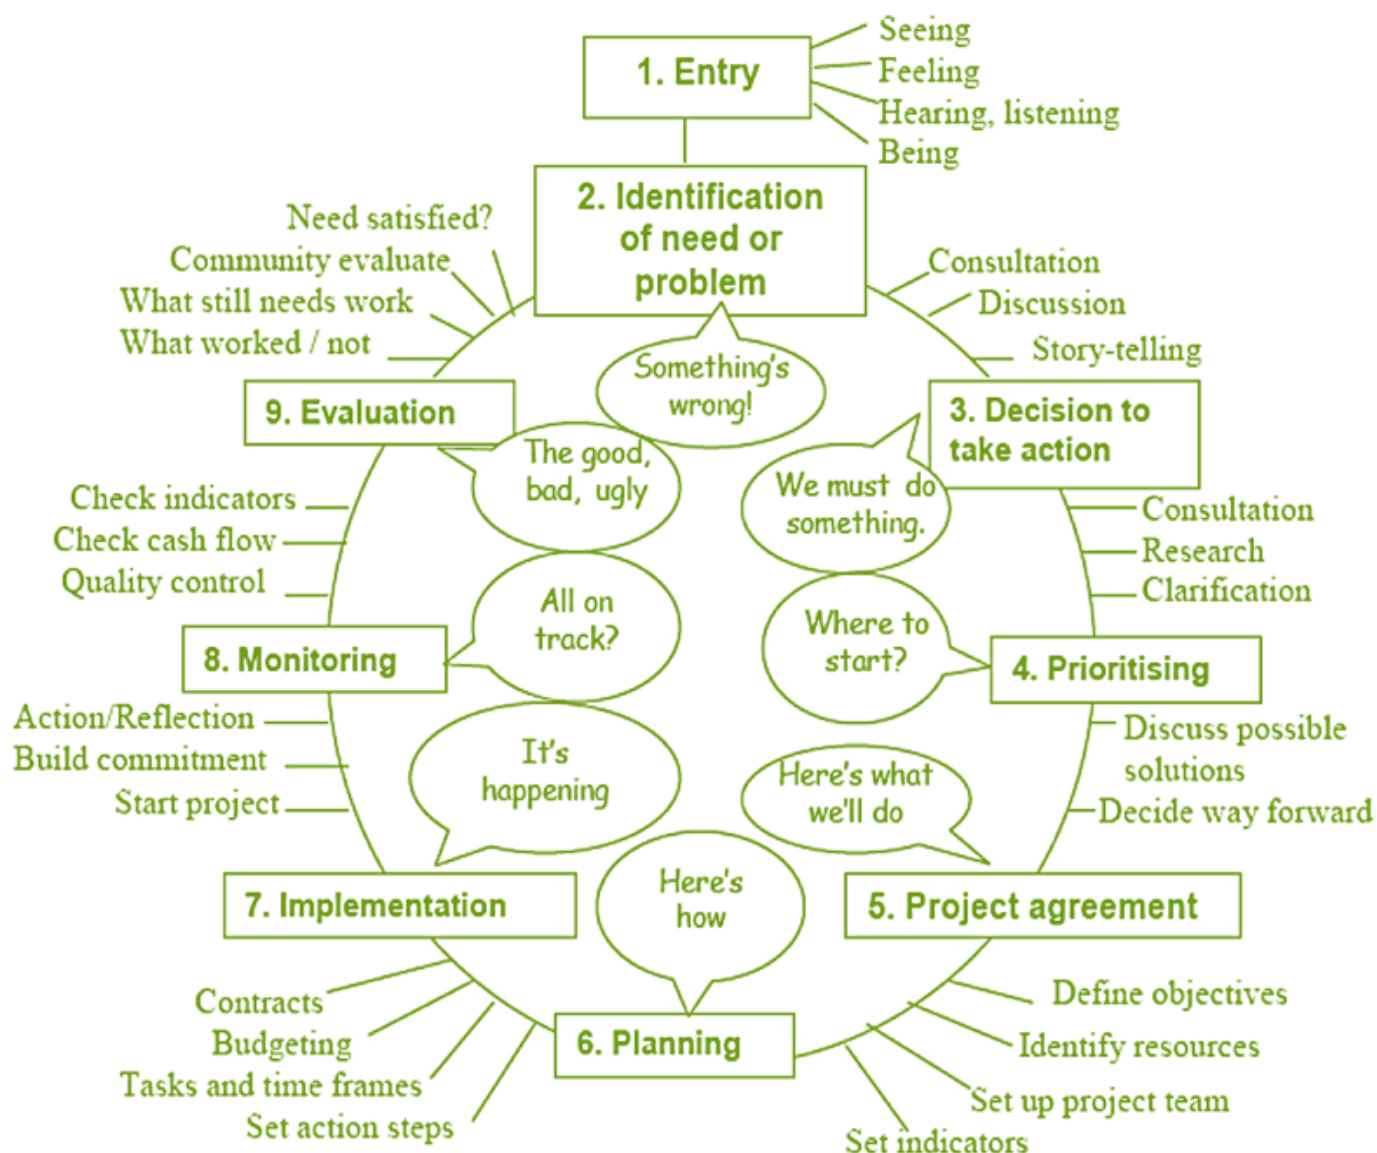 1. Entry
Seeing
Feeling
Hearing, listening
Being
2. Identification
of need or
problem
Something's
wrong!
Consultation
Discussion
Story-telling
3. Decision to
take action
We must do
something.
Consultation
Research
Clarification
4. Prioritising
Where to
start?
Discuss possible
solutions
Decide way forward
5. Project agreement
Here's what
we'll do
Define objectives
Identify resources
Set up project team
Set indicators
6. Planning
Here's
how
Set action steps
Tasks and time frames
Budgeting
Contracts
7. Implementation
It's
happening
Start project
Build commitment
Action/Reflection
8. Monitoring
All on
track?
Quality control
Check cash flow
Check indicators
9. Evaluation
The good,
bad, ugly
What worked / not
What still needs work
Community evaluate
Need satisfied?